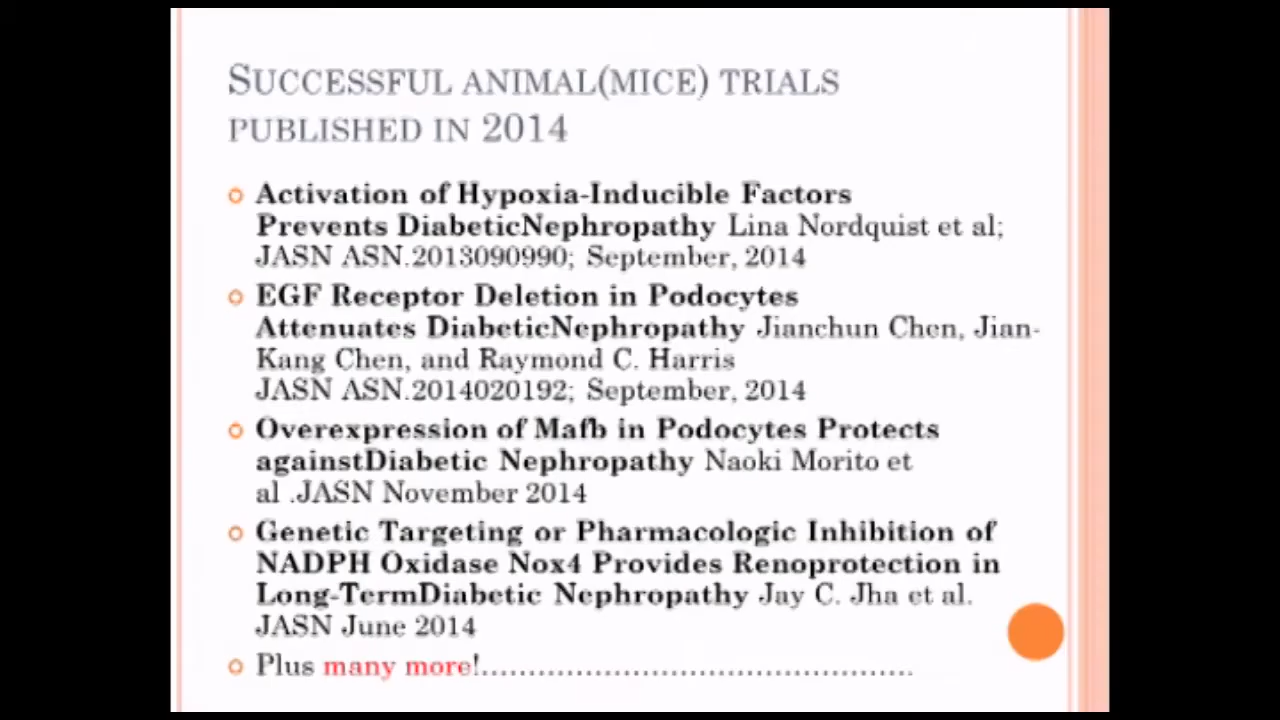 SUCCESSFUL ANIMAL(MICE) TRIALS
PUBLISHED IN 2014
Activation of Hypoxia-Inducible Factors
Prevents DiabeticNephropathy Lina Nordquist et al;
JASN ASN.2013090990; September, 2014
EGF Receptor Deletion in Podocytes
Attenuates DiabeticNephropathy Jianchun Chen, Jian-
Kang Chen, and Raymond C. Harris
JASN ASN.2014020192; September, 2014
Overexpression of Mafb in Podocytes Protects
againstDiabetic Nephropathy Naoki Morito et
al .JASN November 2014
Genetic Targeting or Pharmacologic Inhibition of
NADPH Oxidase Nox4 Provides Renoprotection in
Long-TermDiabetic Nephropathy Jay C. Jha et al.
JASN June 2014
Plus many more!.............................................